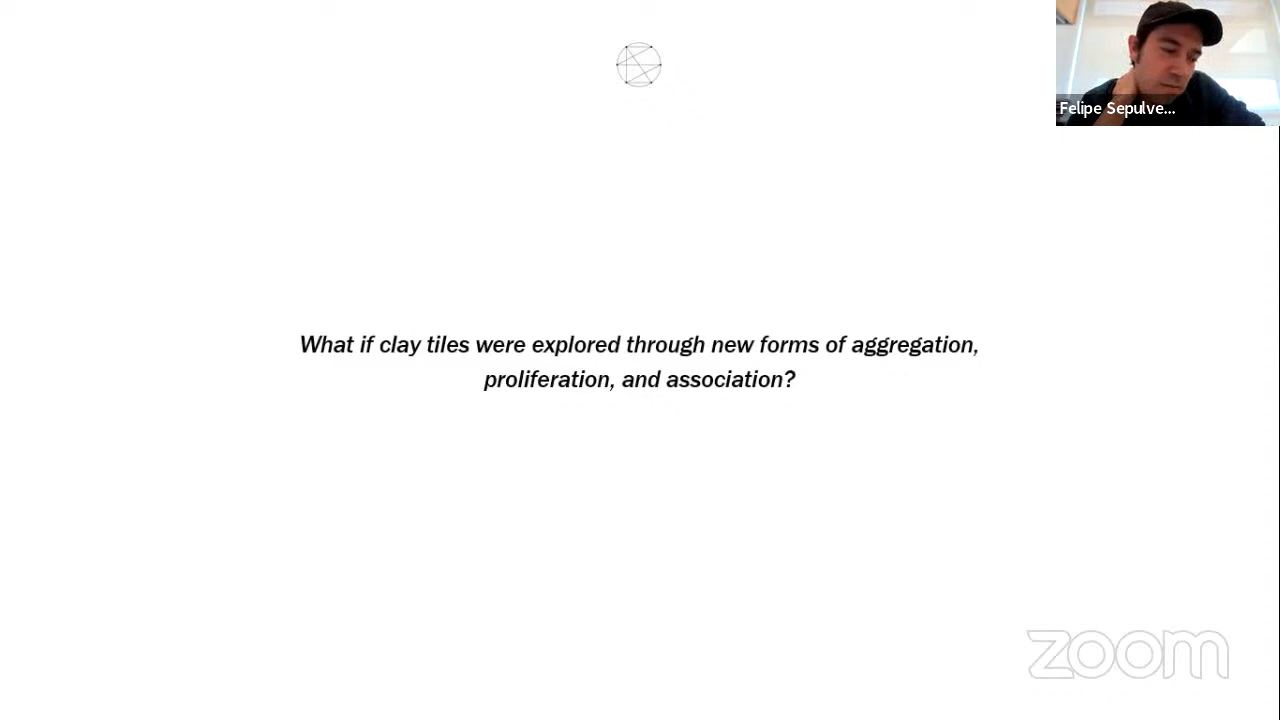 Felipe Sepulve...
What if clay tiles were explored through new forms of aggregation,
proliferation, and association?
zoom